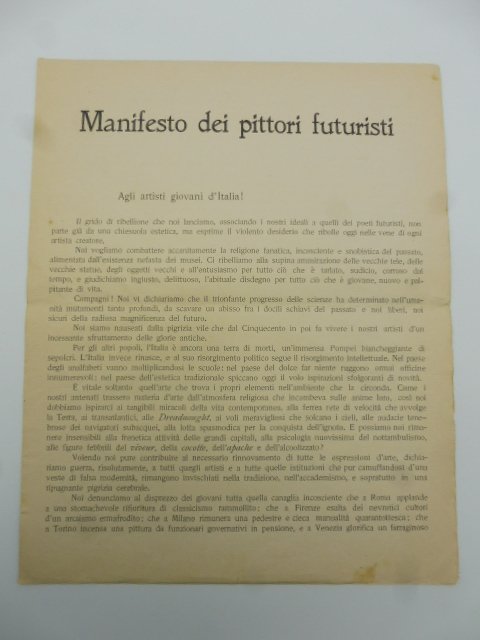 Manifesto dei pittori futuristi
Agli artisti giovani d'Italia!
Il grido di ribellione che noi lanciamo, associando i nostri ideali a quelli dei poeti futuristi, non
parte già da una chiesuola estetica, ma esprime il violento desiderio che ribolle oggi nelle vene di ogni
artista creatore.
Noi vogliamo combattere accanitamente la religione fanatica, incosciente e snobistica del passato,
alimentata dall'esistenza nefasta dei musei. Ci ribelliamo alla supina ammirazione delle vecchie tele, delle
vecchie statue, degli oggetti vecchi e all'entusiasmo per tutto ciò che è tarlato, sudicio, corroso dal
tempo, e giudichiamo ingiusto, delittuoso, l'abituale disdegno per tutto ciò che è giovane, nuovo e pal-
pitante di vita.
Compagni! Noi vi dichiariamo che il trionfante progresso delle scienze ha determinato nell'uma-
nità mutamenti tanto profondi, da scavare un abisso fra i docili schiavi del passato e noi liberi, noi
sicuri della radiosa magnificenza del futuro.
Noi siamo nauseati dalla pigrizia vile che dal Cinquecento in poi fa vivere i nostri artisti d'un
incessante sfruttamento delle glorie antiche.
Per gli altri popoli, l'Italia è ancora una terra di morti, un'immensa Pompei biancheggiante di
sepolcri. L'Italia invece rinasce, e al suo risorgimento politico segue il risorgimento intellettuale. Nel paese
degli analfabeti vanno moltiplicandosi le scuole: nel paese del dolce far niente ruggono ormai officine
innumerevoli: nel paese dell'estetica tradizionale spiccano oggi il volo ispirazioni sfolgoranti di novità.
È vitale soltanto quell'arte che trova i propri elementi nell'ambiente che la circonda. Come i
nostri antenati trassero materia d'arte dall'atmosfera religiosa che incombeva sulle anime loro, così noi
dobbiamo ispirarci ai tangibili miracoli della vita contemporanea, alla ferrea rete di velocità che avvolge
la Terra, ai transatlantici, alle Dreadnought, ai voli meravigliosi che solcano i cieli, alle audacie tene-
brose dei navigatori subacquei, alla lotta spasmodica per la conquista dell'ignoto. E possiamo noi rima-
nere insensibili alla frenetica attività delle grandi capitali, alla psicologia nuovissima del nottambulismo,
alle figure febbrili del viveur, della cocotte, dell'apache e dell'alcoolizzato?
Volendo noi pure contribuire al necessario rinnovamento di tutte le espressioni d'arte, dichia-
riamo guerra, risolutamente, a tutti quegli artisti e a tutte quelle istituzioni che pur camuffandosi d'una
veste di falsa modernità, rimangono invischiati nella tradizione, nell'accademismo, e sopratutto in una
ripugnante pigrizia cerebrale.
Noi denunciamo al disprezzo dei giovani tutta quella canaglia incosciente che a Roma applaude
a una stomachevole rifioritura di classicismo rammollito; che a Firenze esalta dei nevrotici cultori
d'un arcaismo ermafrodito; che a Milano rimunera una pedestre e cieca manualità quarantottesca; che
a Torino incensa una pittura da funzionari governativi in pensione, e a Venezia glorifica un farraginoso